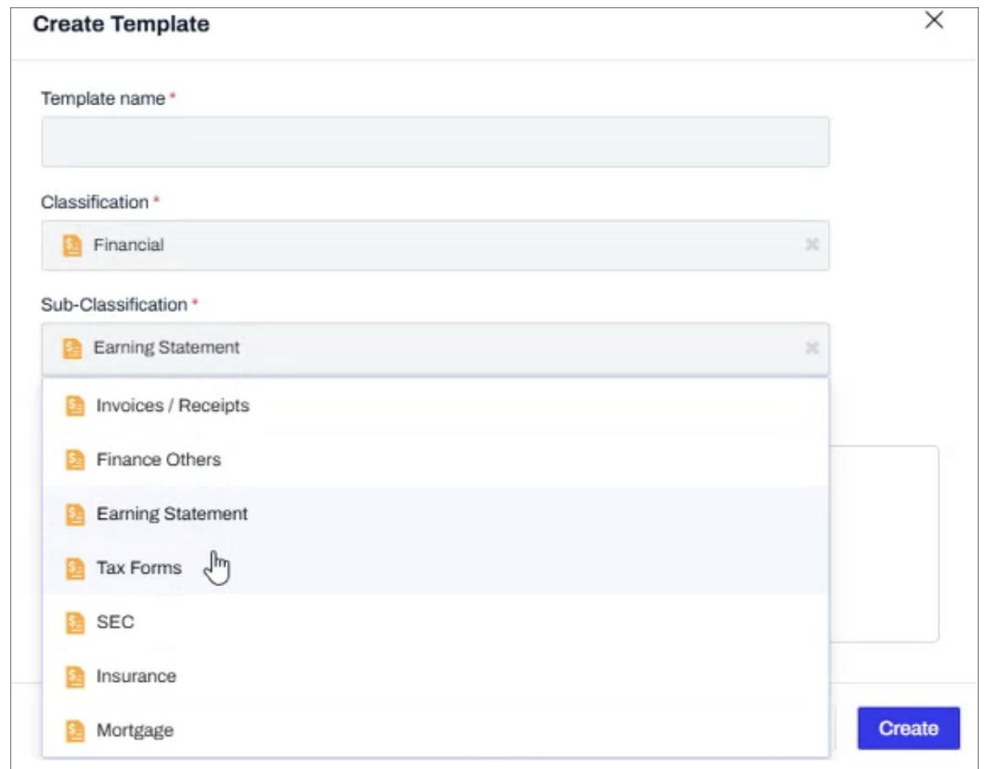 Create Template
Template name *
Classification *
Financial
Sub-Classification *
Earning Statement
Invoices / Receipts
Finance Others
Earning Statement
Tax Forms
SEC
Insurance
Mortgage
Create